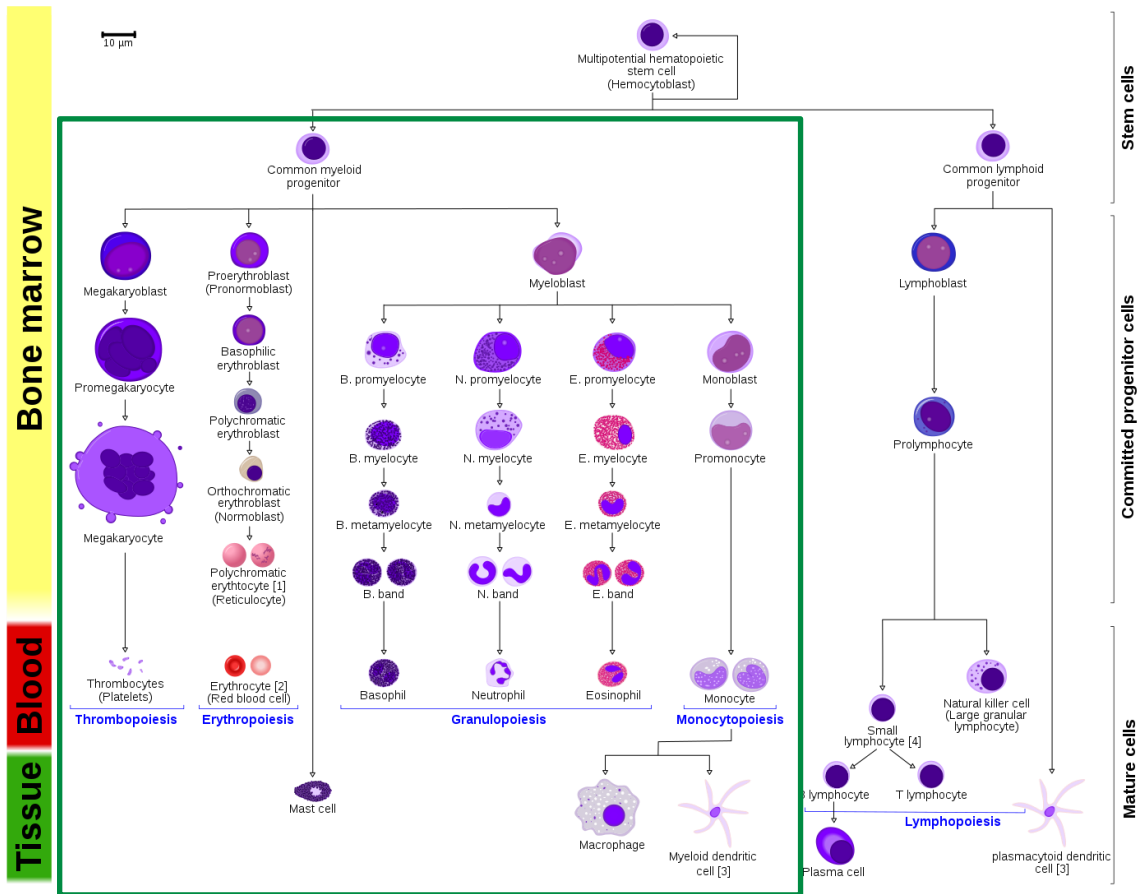 10 µm
Multipotential hematopoietic
stem cell
(Hemocytoblast)
Common myeloid
progenitor
Common lymphoid
progenitor
Megakaryoblast
Proerythroblast
(Pronormoblast)
Myeloblast
Lymphoblast
Promegakaryocyte
Basophilic
erythroblast
B. promyelocyte
N. promyelocyte
E. promyelocyte
Monoblast
Polychromatic
erythroblast
B. myelocyte
N. myelocyte
E. myelocyte
Promonocyte
Prolymphocyte
Megakaryocyte
Orthochromatic
erythroblast
(Normoblast)
B. metamyelocyte
N. metamyelocyte
E. metamyelocyte
Polychromatic
erythtocyte [1]
(Reticulocyte)
B. band
N. band
E. band
Thrombocytes
(Platelets)
Erythrocyte [2]
(Red blood cell)
Basophil
Neutrophil
Eosinophil
Monocyte
Natural killer cell
(Large granular
lymphocyte)
Small
lymphocyte [4]
Thrombopoiesis
Erythropoiesis
Granulopoiesis
Monocytopoiesis
Mast cell
Macrophage
Myeloid dendritic
cell [3]
B lymphocyte
T lymphocyte
Lymphopoiesis
Plasma cell
plasmacytoid dendritic
cell [3]
Bone marrow
Blood
Tissue
Stem cells
Committed progenitor cells
Mature cells